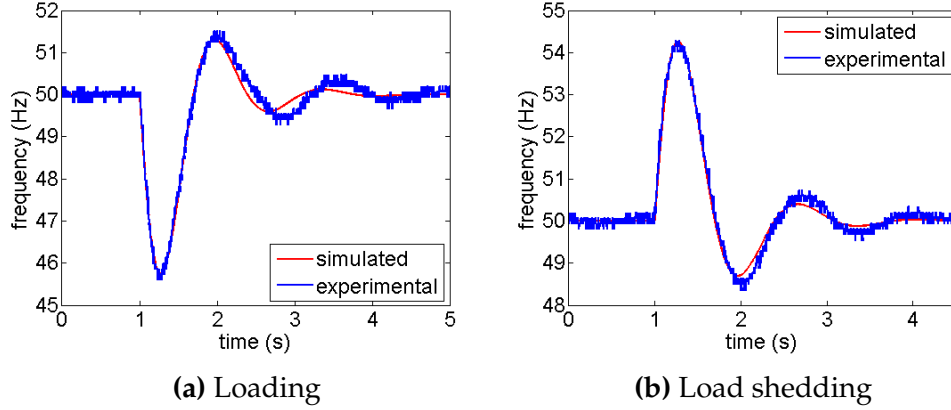 52
51
50
49
48
47
46
45
frequency (Hz)
0 1 2 3 4 5
time (s)
simulated
experimental
(a) Loading
55
54
53
52
51
50
49
48
frequency (Hz)
0 1 2 3 4
time (s)
simulated
experimental
(b) Load shedding